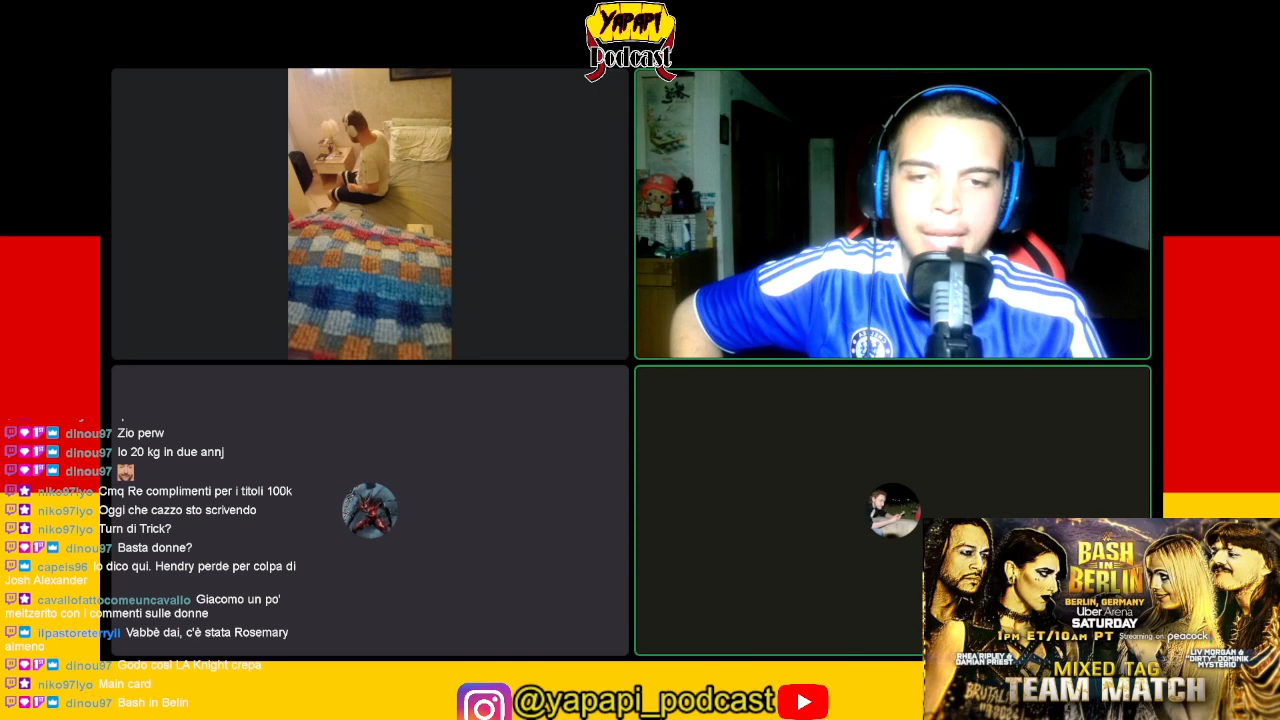 YAPAPI
Podcast
CHELSEA
dinou97 Zio perw
dinou97 Io 20 kg in due annj
dinou97
niko97lyo Cmq Re complimenti per i titoli 100k
niko97lyo Oggi che cazzo sto scrivendo
niko97lyo Turn di Trick?
dinou97 Basta donne?
capeis96 Io dico qui. Hendry perde per colpa di
Josh Alexander
cavallofattocomeuncavallo Giacomo un po'
meltzerito con i commenti sulle donne
ilpastoreterryii Vabbè dai, c'è stata Rosemary
almeno
dinou97 Godo così LA Knight crepa
niko97lyo Main card
dinou97 Bash in Belin
BASH
IN
BERLIN
BERLIN, GERMANY
Uber Arena
SATURDAY
1PM ET/10AM PT Streaming on peacock
RHEA RIPLEY &
DAMIAN PRIEST
LIV MORGAN &
"DIRTY" DOMINIK
MYSTERIO
MIXED TAG
TEAM MATCH
@yapapi_podcast